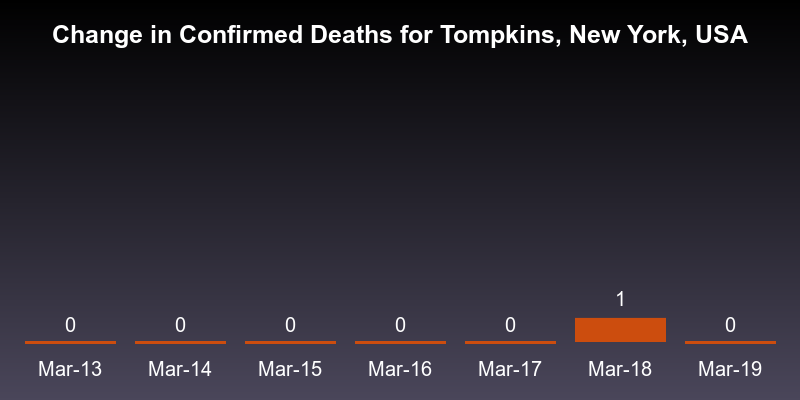 Change in Confirmed Deaths for Tompkins, New York, USA
1
0 0 0 0 0 0
Mar-13 Mar-14 Mar-15 Mar-16 Mar-17 Mar-18 Mar-19